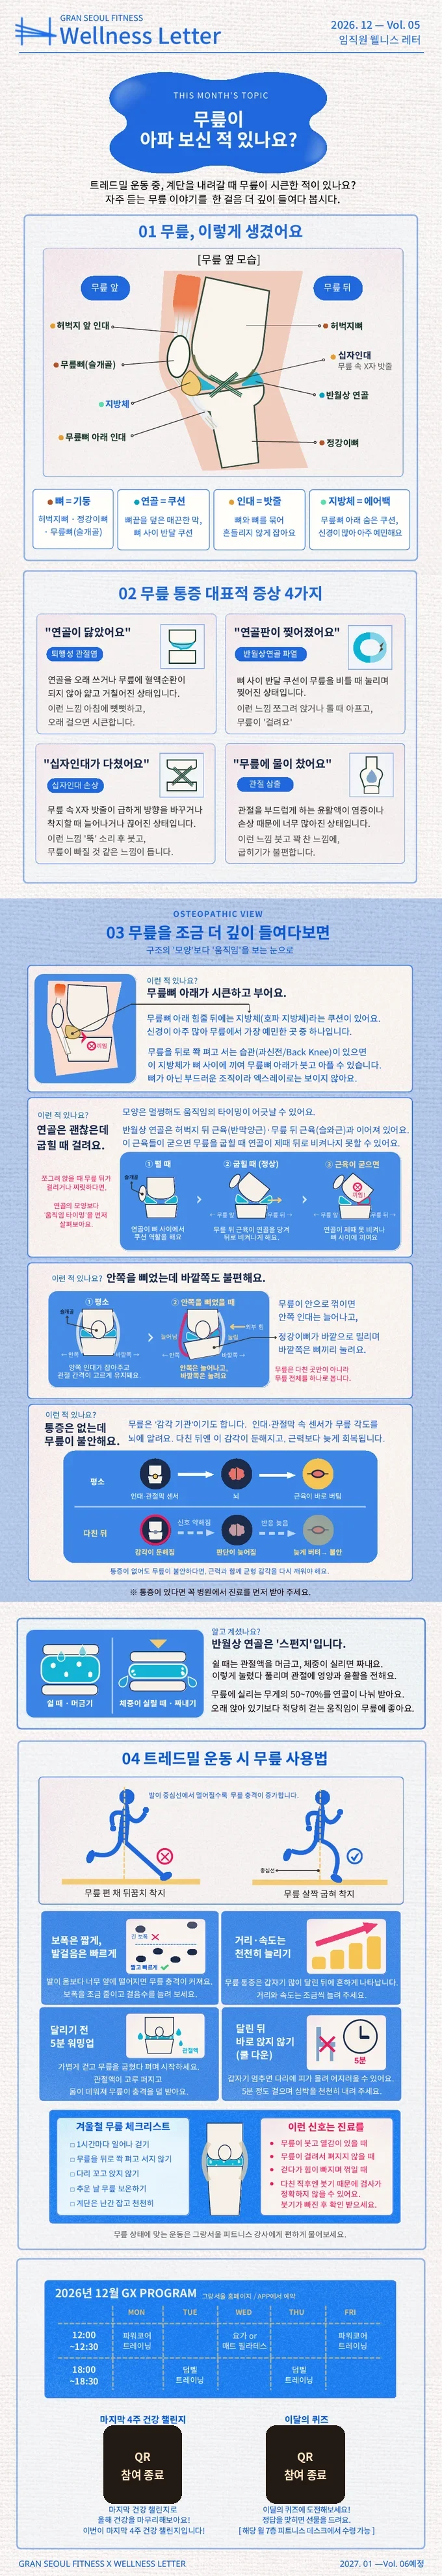 GRAN SEOUL FITNESS
Wellness Letter
2026. 12 — Vol. 05
임직원 웰니스 레터
THIS MONTH'S TOPIC
무릎이
아파 보신 적 있나요?
트레드밀 운동 중, 계단을 내려갈 때 무릎이 시큰한 적이 있나요?
자주 듣는 무릎 이야기를 한 걸음 더 깊이 들여다 봅시다.
01 무릎, 이렇게 생겼어요
[무릎 옆 모습]
무릎 앞
무릎 뒤
허벅지 앞 인대
무릎뼈(슬개골)
지방체
무릎뼈 아래 인대
허벅지뼈
십자인대
무릎 속 X자 밧줄
반월상 연골
정강이뼈
뼈 = 기둥
허벅지뼈 · 정강이뼈
· 무릎뼈(슬개골)
연골 = 쿠션
뼈끝을 덮은 매끈한 막,
뼈 사이 반달 쿠션
인대 = 밧줄
뼈와 뼈를 묶어
흔들리지 않게 잡아요
지방체 = 에어백
무릎뼈 아래 숨은 쿠션,
신경이 많아 아주 예민해요
02 무릎 통증 대표적 증상 4가지
"연골이 닳았어요"
퇴행성 관절염
연골을 오래 쓰거나 무릎에 혈액순환이
되지 않아 얇고 거칠어진 상태입니다.
이런 느낌 아침에 뻣뻣하고,
오래 걸으면 시큰합니다.
"연골판이 찢어졌어요"
반월상연골 파열
뼈 사이 반달 쿠션이 무릎을 비틀 때 눌리며
찢어진 상태입니다.
이런 느낌 쪼그려 앉거나 돌 때 아프고,
무릎이 '걸려요'
"십자인대가 다쳤어요"
십자인대 손상
무릎 속 X자 밧줄이 급하게 방향을 바꾸거나
착지할 때 늘어나거나 끊어진 상태입니다.
이런 느낌 '뚝' 소리 후 붓고,
무릎이 빠질 것 같은 느낌이 듭니다.
"무릎에 물이 찼어요"
관절 삼출
관절을 부드럽게 하는 윤활액이 염증이나
손상 때문에 너무 많아진 상태입니다.
이런 느낌 붓고 꽉 찬 느낌에,
굽히기가 불편합니다.
OSTEOPATHIC VIEW
03 무릎을 조금 더 깊이 들여다보면
구조의 '모양'보다 '움직임'을 보는 눈으로
이런 적 있나요?
무릎뼈 아래가 시큰하고 부어요.
무릎뼈 아래 힘줄 뒤에는 지방체(호파 지방체)라는 쿠션이 있어요.
신경이 아주 많아 무릎에서 가장 예민한 곳 중 하나입니다.
무릎을 뒤로 쫙 펴고 서는 습관(과신전/Back Knee)이 있으면
이 지방체가 뼈 사이에 끼여 무릎뼈 아래가 붓고 아플 수 있습니다.
뼈가 아닌 부드러운 조직이라 엑스레이로는 보이지 않아요.
끼임
이런 적 있나요?
연골은 괜찮은데
굽힐 때 걸려요.
모양은 멀쩡해도 움직임의 타이밍이 어긋날 수 있어요.
반월상 연골은 허벅지 뒤 근육(반막양근) · 무릎 뒤 근육(슬와근)과 이어져 있어요.
이 근육들이 굳으면 무릎을 굽힐 때 연골이 제때 뒤로 비켜나지 못할 수 있어요.
쪼그려 앉을 때 무릎 뒤가
걸리거나 찌릿하다면,
연골의 모양보다
'움직임 타이밍'을 먼저
살펴보아요.
① 펼 때
슬개골
연골이 뼈 사이에서
쿠션 역할을 해요
② 굽힐 때 (정상)
← 무릎 앞
무릎 뒤 →
무릎 뒤 근육이 연골을 당겨
뒤로 비켜나게 해요.
③ 근육이 굳으면
끼임!
← 무릎 앞
무릎 뒤 →
연골이 제때 못 비켜나
뼈 사이에 끼여요
이런 적 있나요? 안쪽을 삐었는데 바깥쪽도 불편해요.
① 평소
슬개골
← 안쪽
바깥쪽 →
양쪽 인대가 잡아주고
관절 간격이 고르게 유지돼요.
② 안쪽을 삐었을 때
늘어남
외부 힘
눌림
← 안쪽
바깥쪽 →
안쪽은 늘어나고,
바깥쪽은 눌려요
무릎이 안으로 꺾이면
안쪽 인대는 늘어나고,
정강이뼈가 바깥으로 밀리며
바깥쪽은 뼈끼리 눌려요.
무릎은 다친 곳만이 아니라
무릎 전체를 하나로 봅니다.
이런 적 있나요?
통증은 없는데
무릎이 불안해요.
무릎은 '감각 기관'이기도 합니다. 인대·관절막 속 센서가 무릎 각도를
뇌에 알려요. 다친 뒤엔 이 감각이 둔해지고, 근력보다 늦게 회복됩니다.
평소
인대·관절막 센서
뇌
근육이 바로 버팀
다친 뒤
신호 약해짐
반응 늦음
감각이 둔해짐
판단이 늦어짐
늦게 버텨 → 불안
통증이 없어도 무릎이 불안하다면, 근력과 함께 균형 감각을 다시 깨워야 해요.
※ 통증이 있다면 꼭 병원에서 진료를 먼저 받아 주세요.
쉴 때 · 머금기
체중이 실릴 때 · 짜내기
알고 계셨나요?
반월상 연골은 '스펀지'입니다.
쉴 때는 관절액을 머금고, 체중이 실리면 짜내요.
이렇게 눌렸다 풀리며 관절에 영양과 윤활을 전해요.
무릎에 실리는 무게의 50~70%를 연골이 나눠 받아요.
오래 앉아 있기보다 적당히 걷는 움직임이 무릎에 좋아요.
04 트레드밀 운동 시 무릎 사용법
발이 중심선에서 멀어질수록 무릎 충격이 증가합니다.
중심선
무릎 편 채 뒤꿈치 착지
무릎 살짝 굽혀 착지
보폭은 짧게,
발걸음은 빠르게
긴 보폭
짧고 빠르게
발이 몸보다 너무 앞에 떨어지면 무릎 충격이 커져요.
보폭을 조금 줄이고 걸음수를 늘려 보세요.
거리·속도는
천천히 늘리기
무릎 통증은 갑자기 많이 달린 뒤에 흔하게 나타납니다.
거리와 속도는 조금씩 늘려 주세요.
달리기 전
5분 워밍업
관절액
가볍게 걷고 무릎을 굽혔다 펴며 시작하세요.
관절액이 고루 퍼지고
몸이 데워져 무릎이 충격을 덜 받아요.
달린 뒤
바로 앉지 않기
(쿨 다운)
5분
갑자기 멈추면 다리에 피가 몰려 어지러울 수 있어요.
5분 정도 걸으며 심박을 천천히 내려 주세요.
겨울철 무릎 체크리스트
□ 1시간마다 일어나 걷기
□ 무릎을 뒤로 쫙 펴고 서지 않기
□ 다리 꼬고 앉지 않기
□ 추운 날 무릎 보온하기
□ 계단은 난간 잡고 천천히
이런 신호는 진료를
무릎이 붓고 열감이 있을 때
무릎이 걸려서 펴지지 않을 때
걷다가 힘이 빠지며 꺾일 때
다친 직후엔 붓기 때문에 검사가
정확하지 않을 수 있어요.
붓기가 빠진 후 확인 받으세요.
무릎 상태에 맞는 운동은 그랑서울 피트니스 강사에게 편하게 물어보세요.
2026년 12월 GX PROGRAM 그랑서울 홈페이지 / APP에서 예약
MON TUE WED THU FRI
12:00
~12:30
파워코어
트레이닝
요가 or
매트 필라테스
파워코어
트레이닝
18:00
~18:30
덤벨
트레이닝
덤벨
트레이닝
마지막 4주 건강 챌린지
QR
참여 종료
마지막 4주 건강 챌린지로
올해 건강을 마무리해보아요!
이번이 마지막 4주 건강 챌린지입니다!
이달의 퀴즈
QR
참여 종료
이달의 퀴즈에 도전해보세요!
정답을 맞히면 선물을 드려요.
[ 해당 월 7층 피트니스 데스크에서 수령 가능 ]
GRAN SEOUL FITNESS X WELLNESS LETTER
2027. 01 —Vol. 06예정